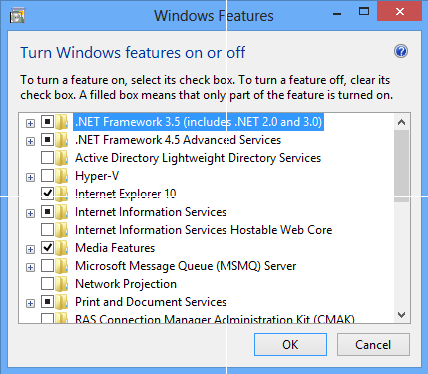 Windows Features
Turn Windows features on or off
To turn a feature on, select its check box. To turn a feature off, clear its
check box. A filled box means that only part of the feature is turned on.
.NET Framework 3.5 (includes .NET 2.0 and 3.0)
.NET Framework 4.5 Advanced Services
Active Directory Lightweight Directory Services
Hyper-V
Internet Explorer 10
Internet Information Services
Internet Information Services Hostable Web Core
Media Features
Microsoft Message Queue (MSMQ) Server
Network Projection
Print and Document Services
RAS Connection Manager Administration Kit (CMAK)
OK
Cancel